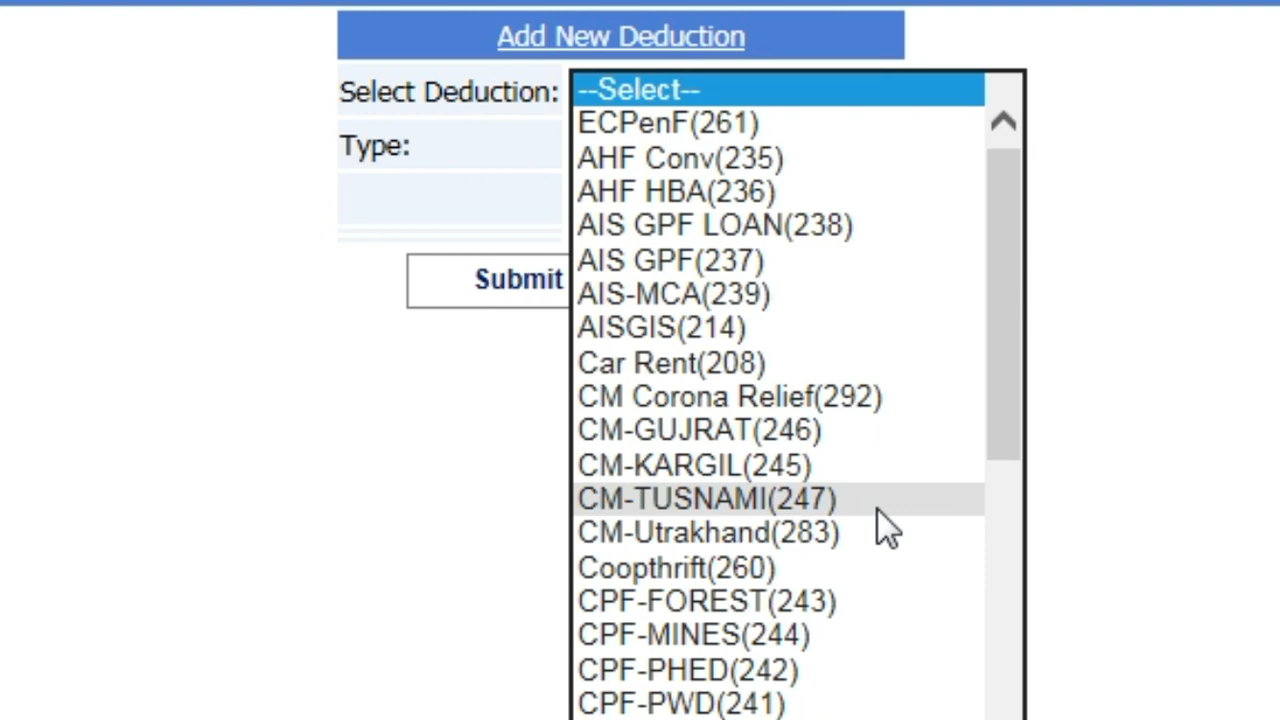 Add New Deduction
Select Deduction:
--Select--
ECPenF(261)
AHF Conv(235)
Type:
AHF HBA(236)
AIS GPF LOAN(238)
AIS GPF(237)
Submit
AIS-MCA(239)
AISGIS(214)
Car Rent(208)
CM Corona Relief(292)
CM-GUJRAT(246)
CM-KARGIL(245)
CM-TUSNAMI(247)
CM-Utrakhand(283)
Coopthrift(260)
CPF-FOREST(243)
CPF-MINES(244)
CPF-PHED(242)
CPF-PWD(241)